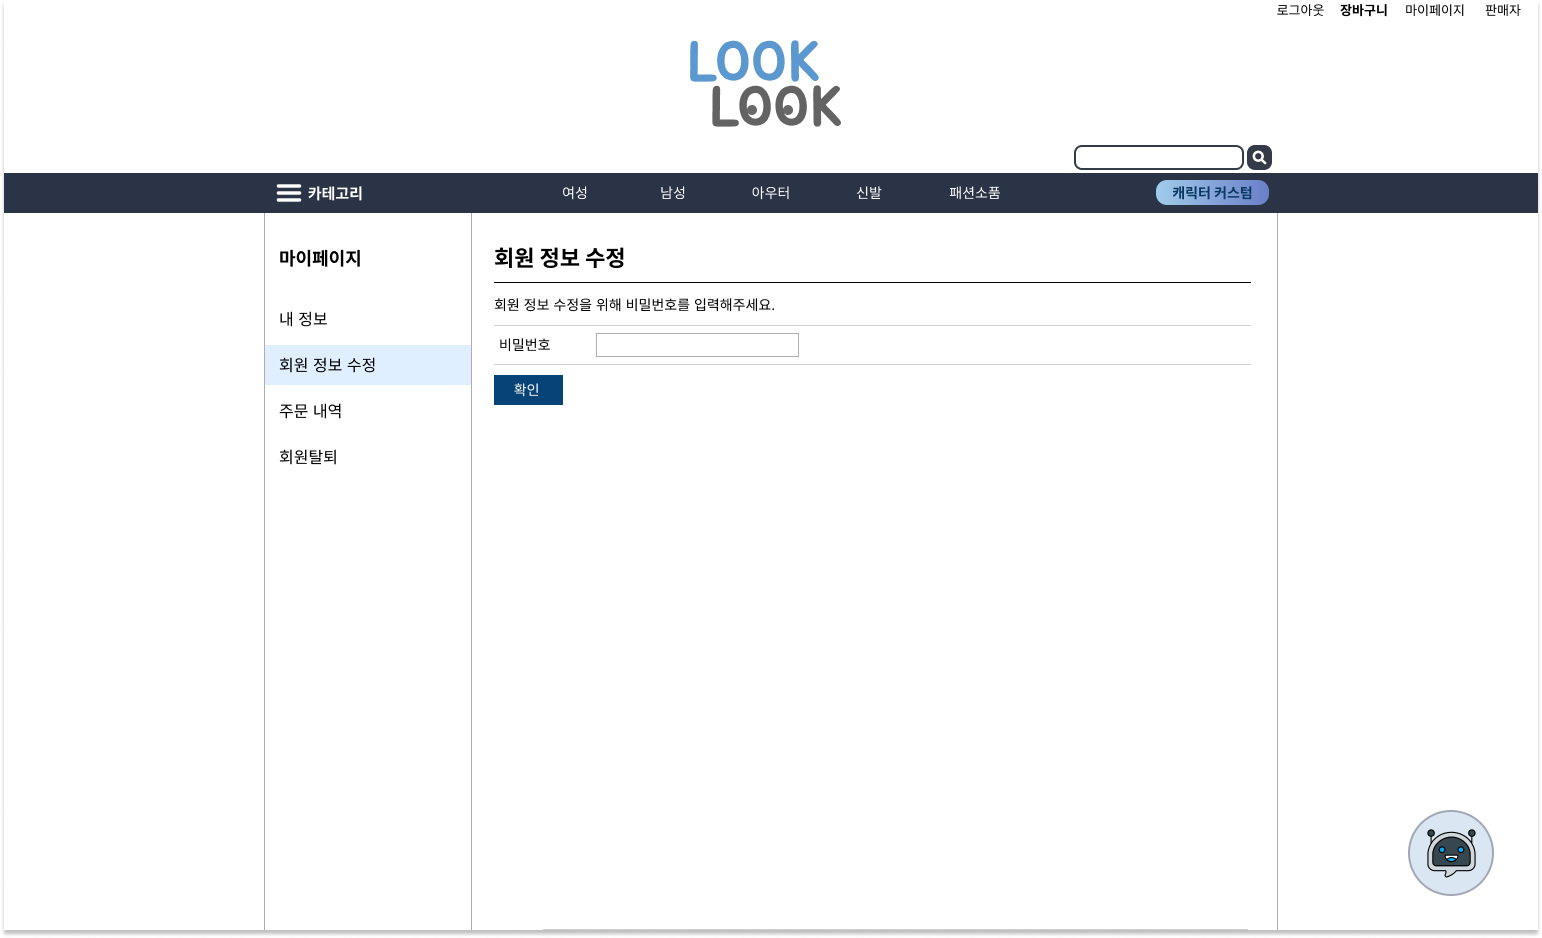 로그아웃 장바구니 마이페이지 판매자
LOOK
LOOK
카테고리 여성 남성 아우터 신발 패션소품 캐릭터 커스텀
마이페이지
내 정보
회원 정보 수정
주문 내역
회원탈퇴
회원 정보 수정
회원 정보 수정을 위해 비밀번호를 입력해주세요.
비밀번호
확인